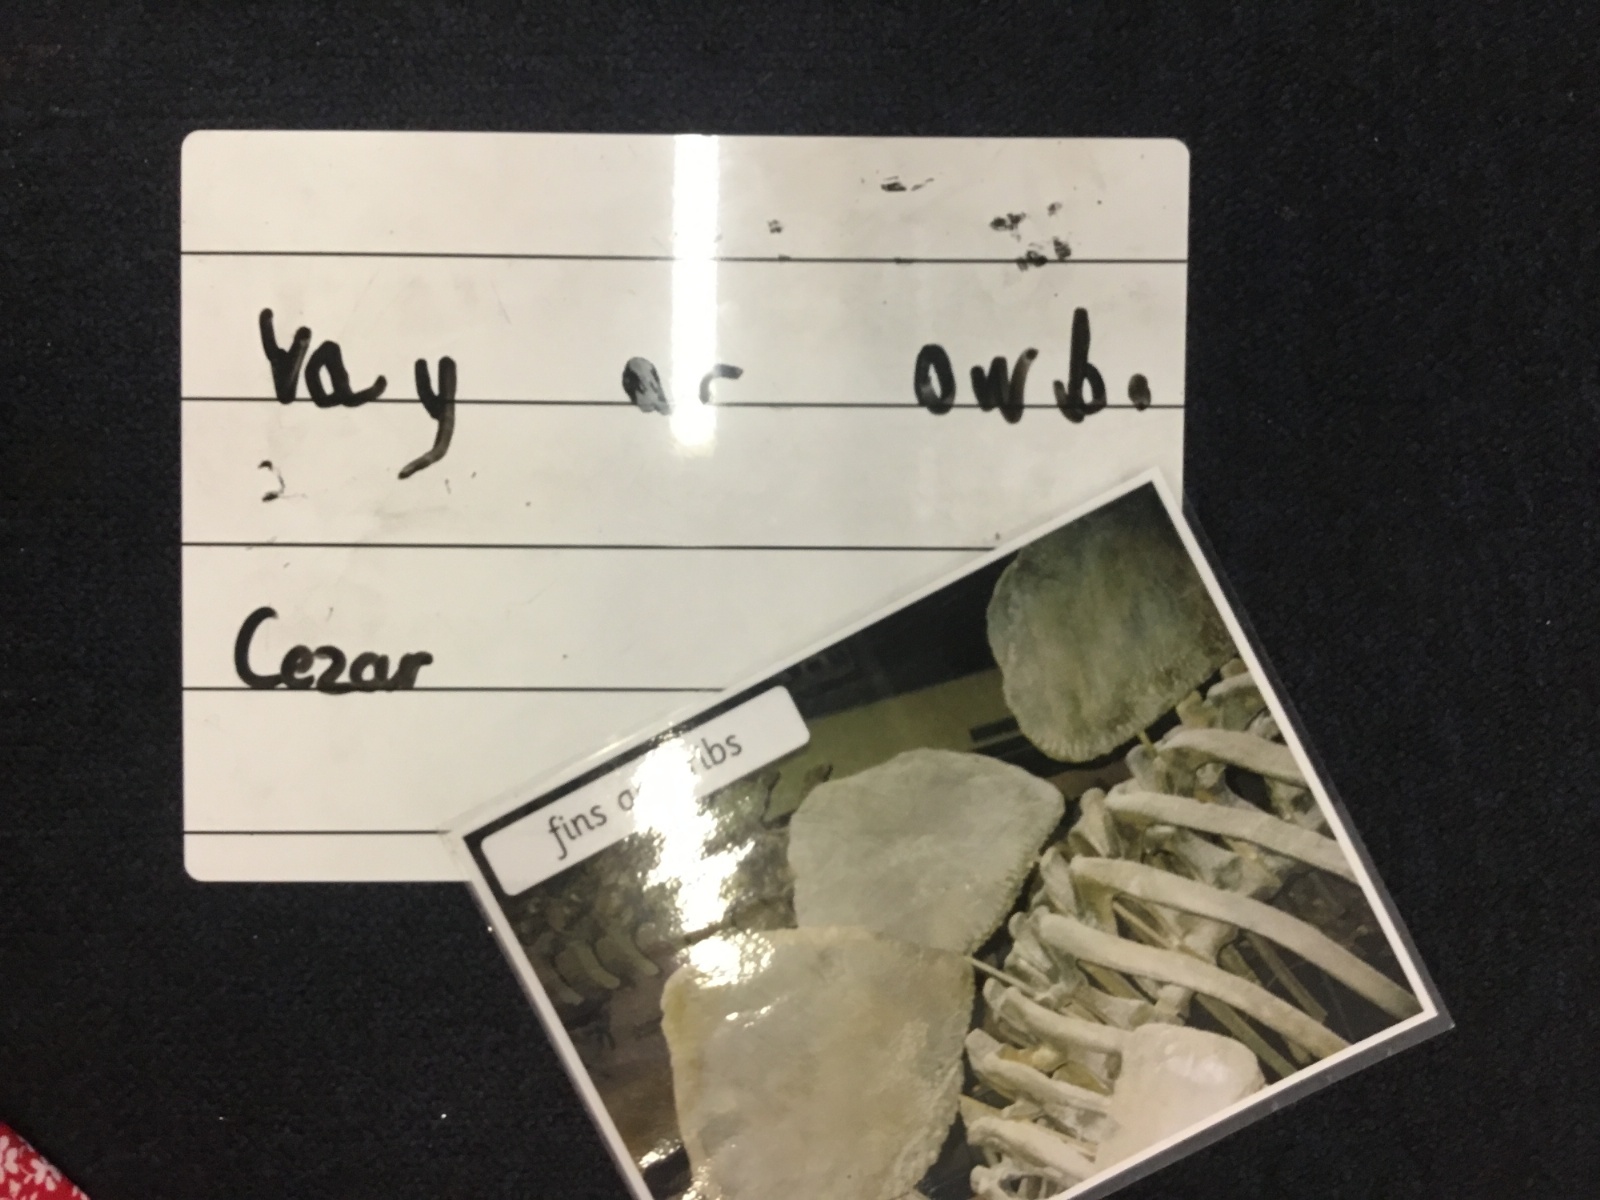 Vay ar owb.
Cezar
fins a ribs